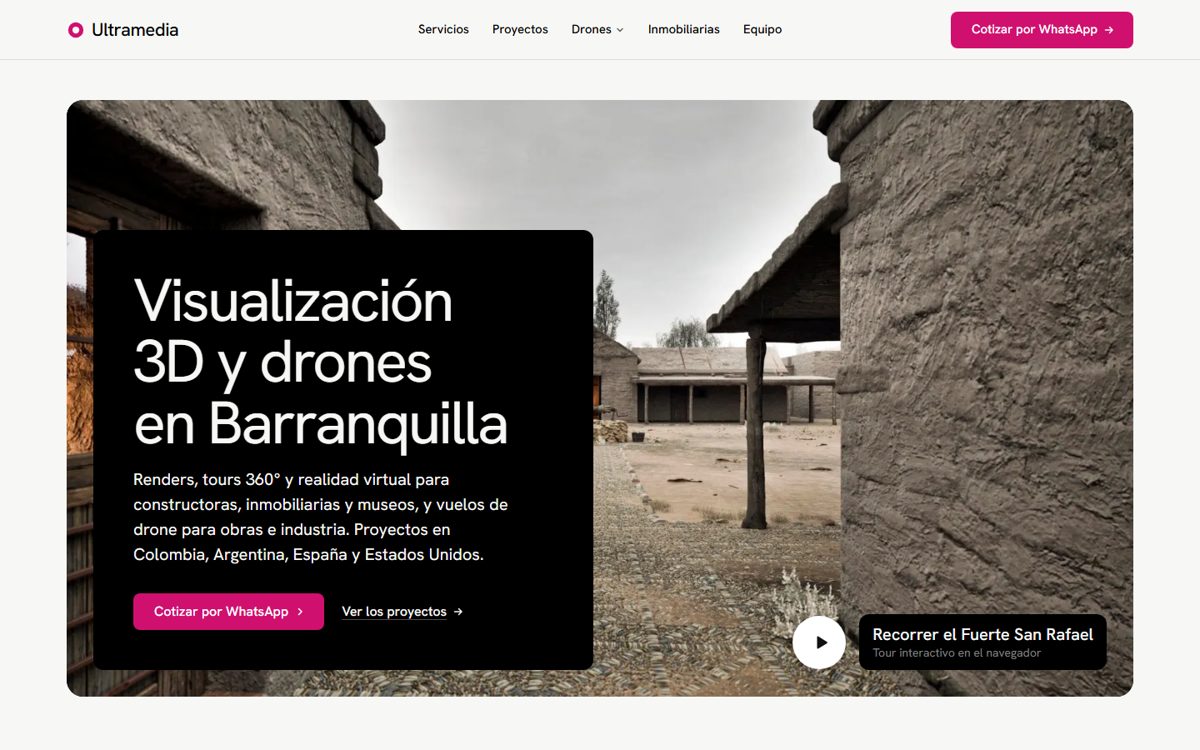 Ultramedia
Servicios
Proyectos
Drones
Inmobiliarias
Equipo
Cotizar por WhatsApp →
Visualización
3D y drones
en Barranquilla
Renders, tours 360° y realidad virtual para
constructoras, inmobiliarias y museos, y vuelos de
drone para obras e industria. Proyectos en
Colombia, Argentina, España y Estados Unidos.
Cotizar por WhatsApp ›
Ver los proyectos →
Recorrer el Fuerte San Rafael
Tour interactivo en el navegador